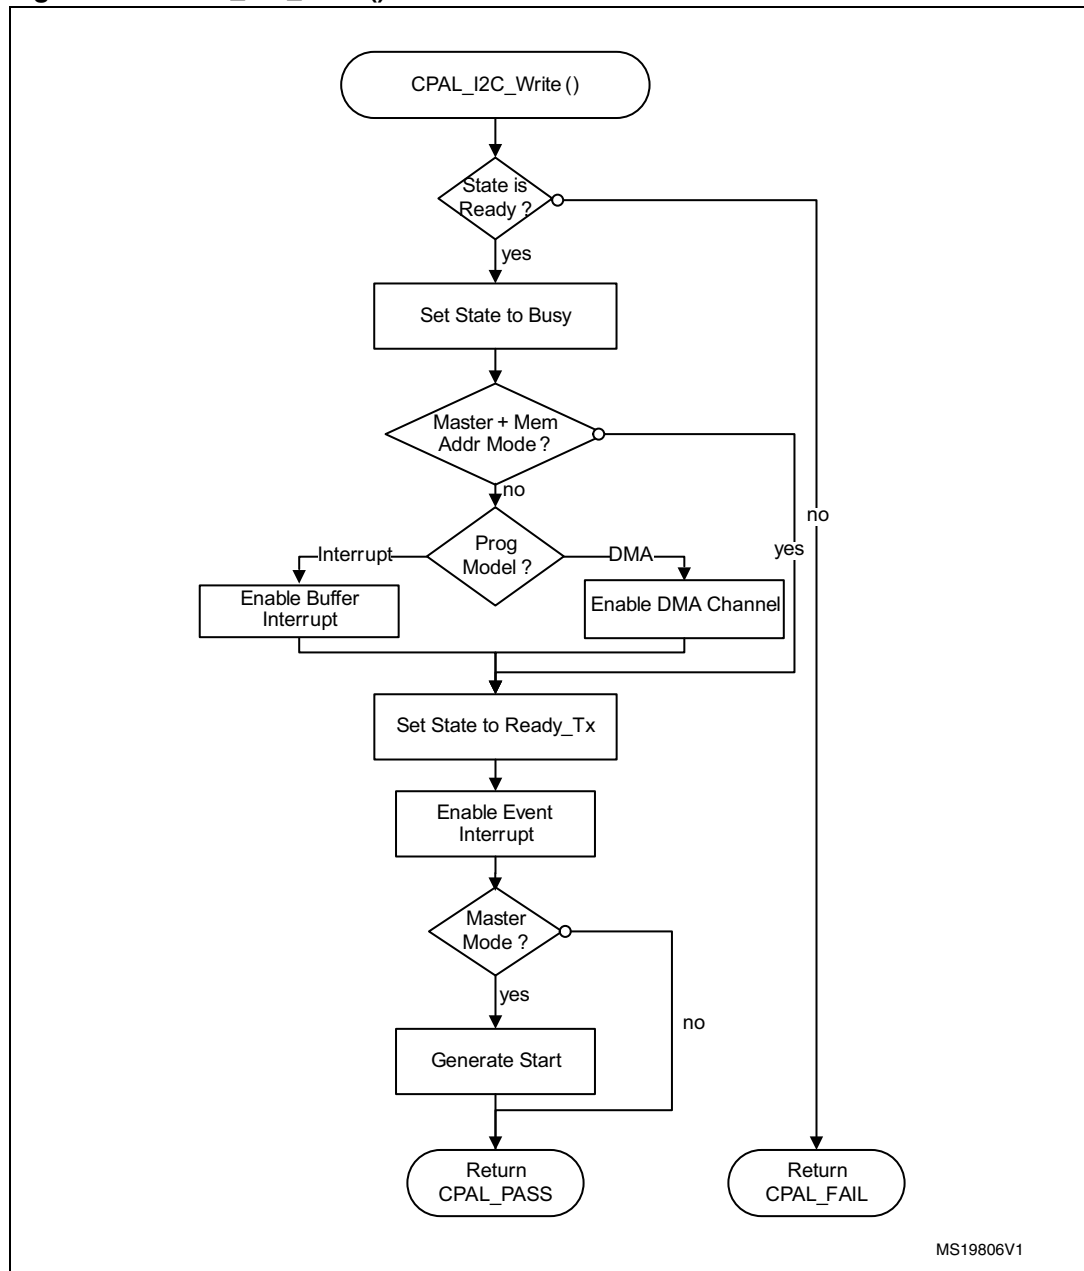 CPAL_I2C_Write ()
State is
Ready ?
yes
Set State to Busy
Master + Mem
Addr Mode ?
no
no
yes
Prog
Model ?
Interrupt
DMA
Enable Buffer
Interrupt
Enable DMA Channel
Set State to Ready_Tx
Enable Event
Interrupt
Master
Mode ?
yes
no
Generate Start
Return
CPAL_PASS
Return
CPAL_FAIL
MS19806V1